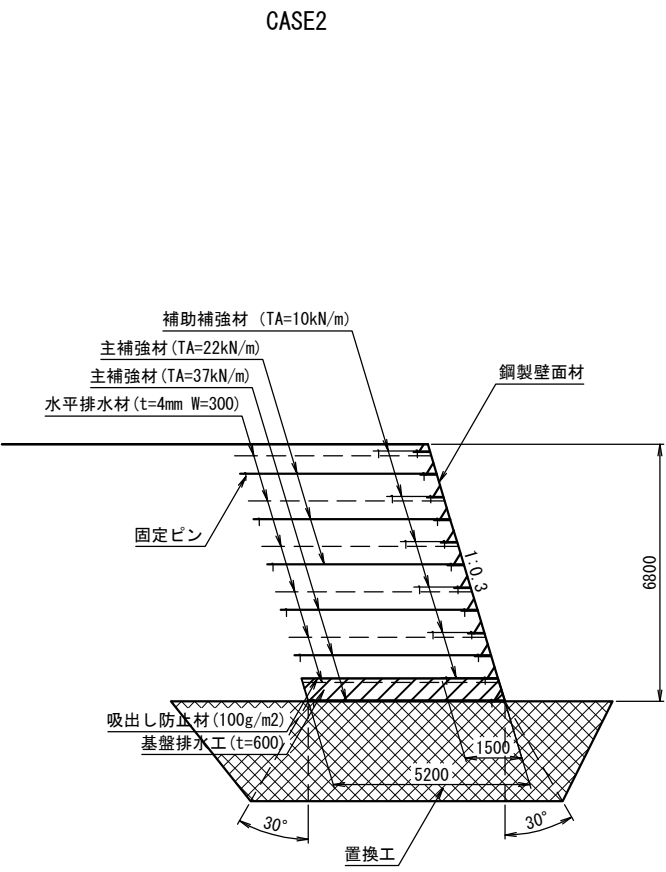 CASE2
補助補強材 (TA=10kN/m)
主補強材(TA=22kN/m)
主補強材(TA=37kN/m)
水平排水材(t=4mm W=300)
鋼製壁面材
固定ピン
1:0.3
6800
吸出し防止材(100g/m2)
基盤排水工(t=600)
1500
5200
30°
30°
置換工